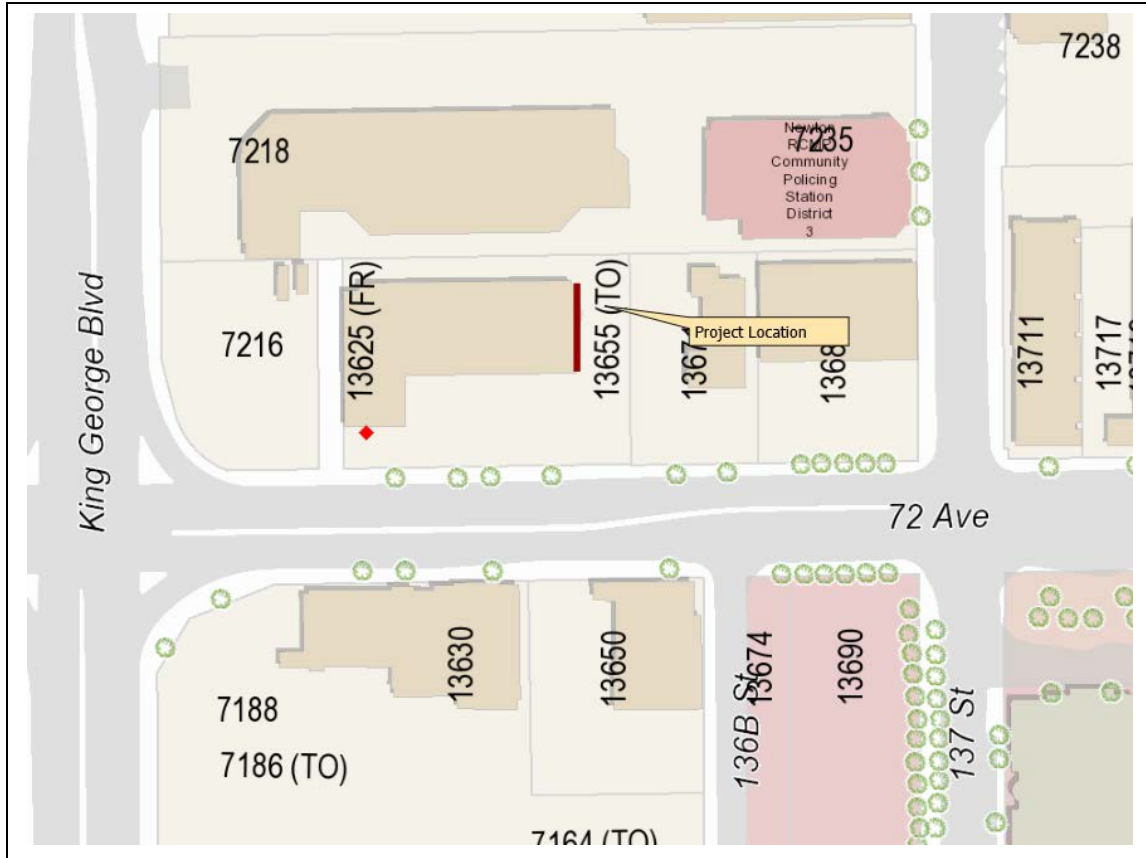 7238
7218
Newton
RCMP
7235
Community
Policing
Station
District
3
King George Blvd
7216
13625 (FR)
13655 (TO)
Project Location
13711
13717
72 Ave
13630
13650
13674
13690
136B St
137 St
7188
7186 (TO)
7164 (TO)